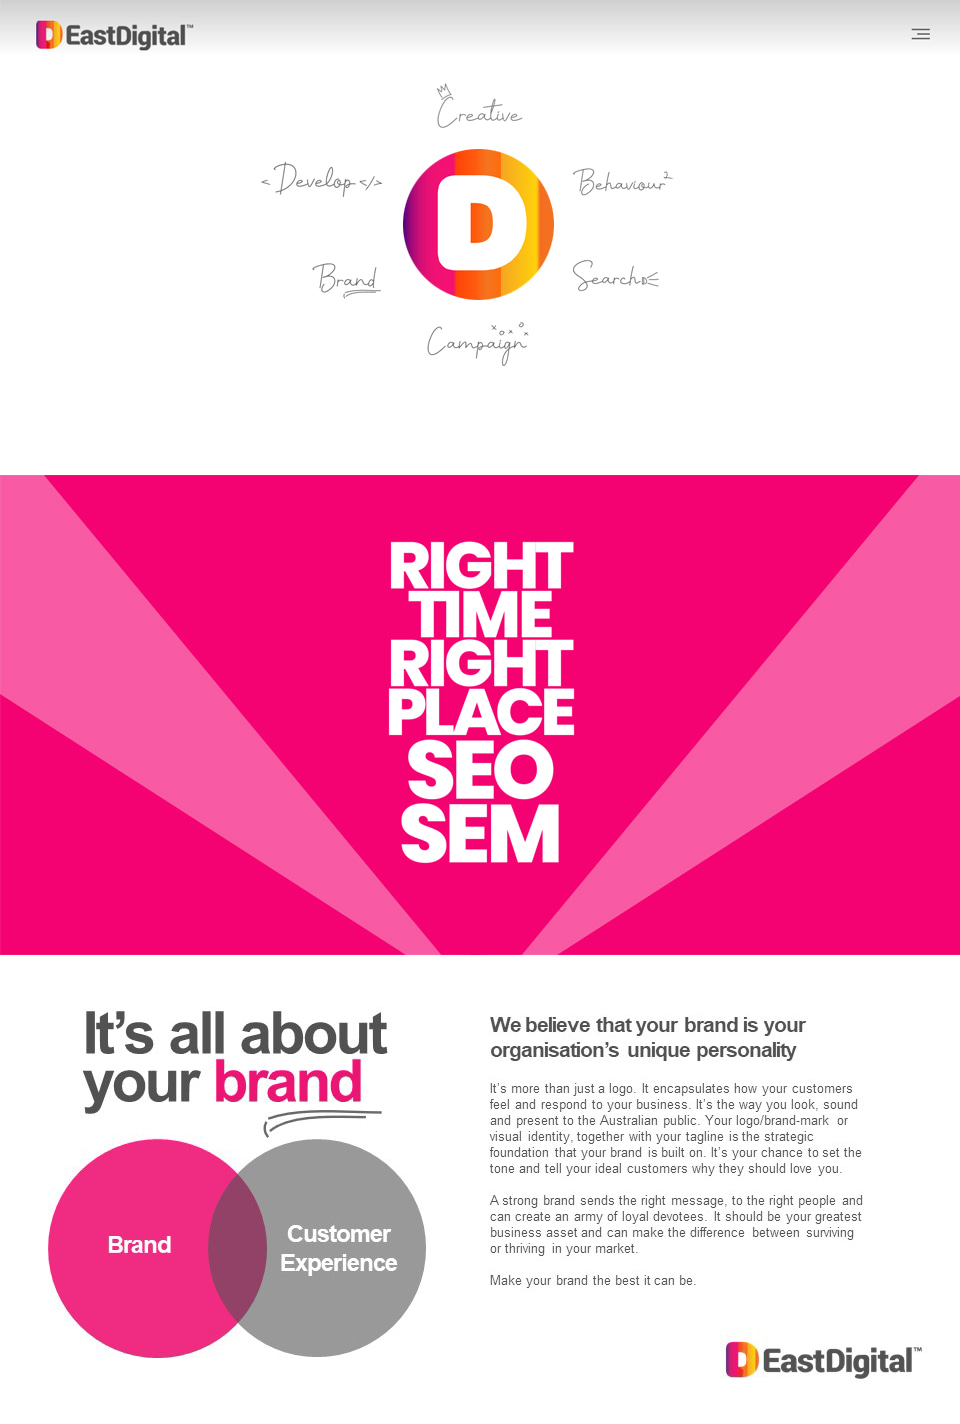 EastDigital™
Creative
<Develop</>
Behaviour²
Brand
Search
Campaign
D
RIGHT
TIME
RIGHT
PLACE
SEO
SEM
It's all about
your brand
Brand
Customer
Experience
We believe that your brand is your
organisation's unique personality
It's more than just a logo. It encapsulates how your customers
feel and respond to your business. It's the way you look, sound
and present to the Australian public. Your logo/brand-mark or
visual identity, together with your tagline is the strategic
foundation that your brand is built on. It's your chance to set the
tone and tell your ideal customers why they should love you.
A strong brand sends the right message, to the right people and
can create an army of loyal devotees. It should be your greatest
business asset and can make the difference between surviving
or thriving in your market.
Make your brand the best it can be.
EastDigital™